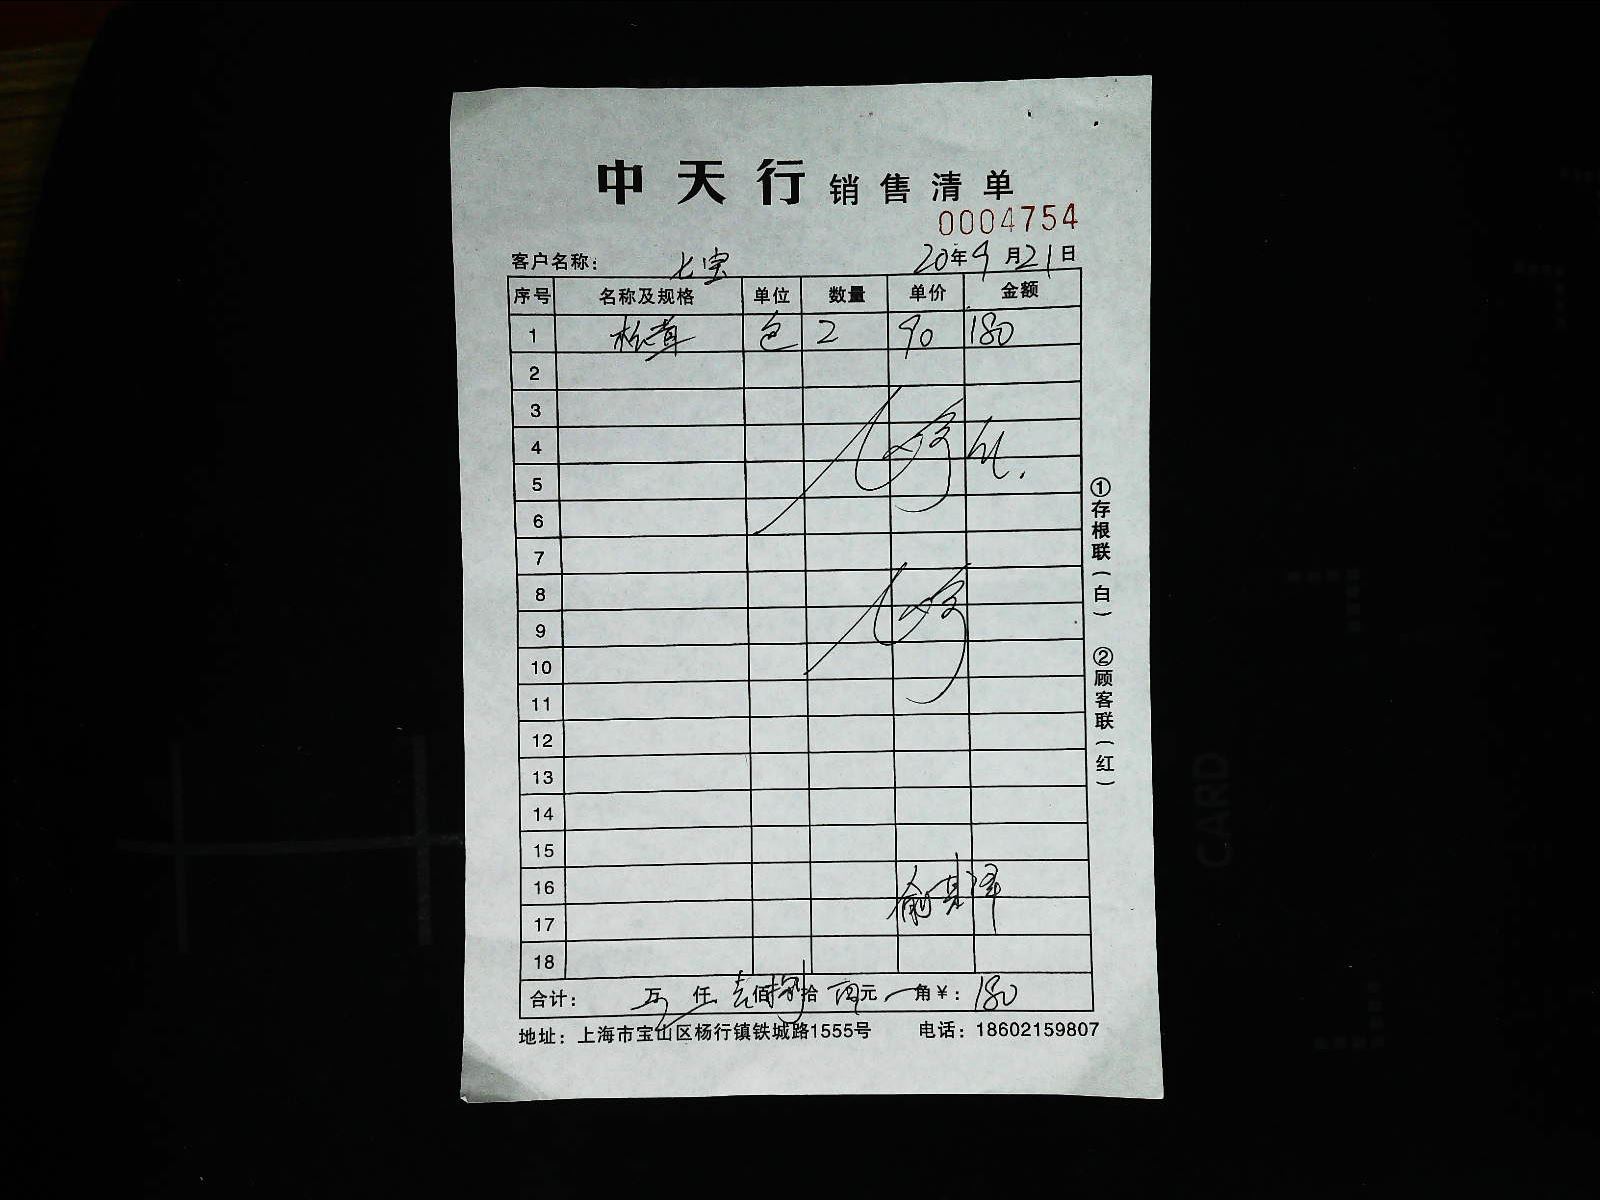 中天行 销售清单
0004754
客户名称： 七宝 20年9月21日
序号 名称及规格 单位 数量 单价 金额
1 松茸 包 2 90 180
2
3
4
5
6
7
8
9
10
11
12
13
14
15
16
17
18
合计： 万 仟 壹佰捌拾 元 角￥：180
地址：上海市宝山区杨行镇铁城路1555号 电话：18602159807
①存根联（白） ②顾客联（红）
CARD